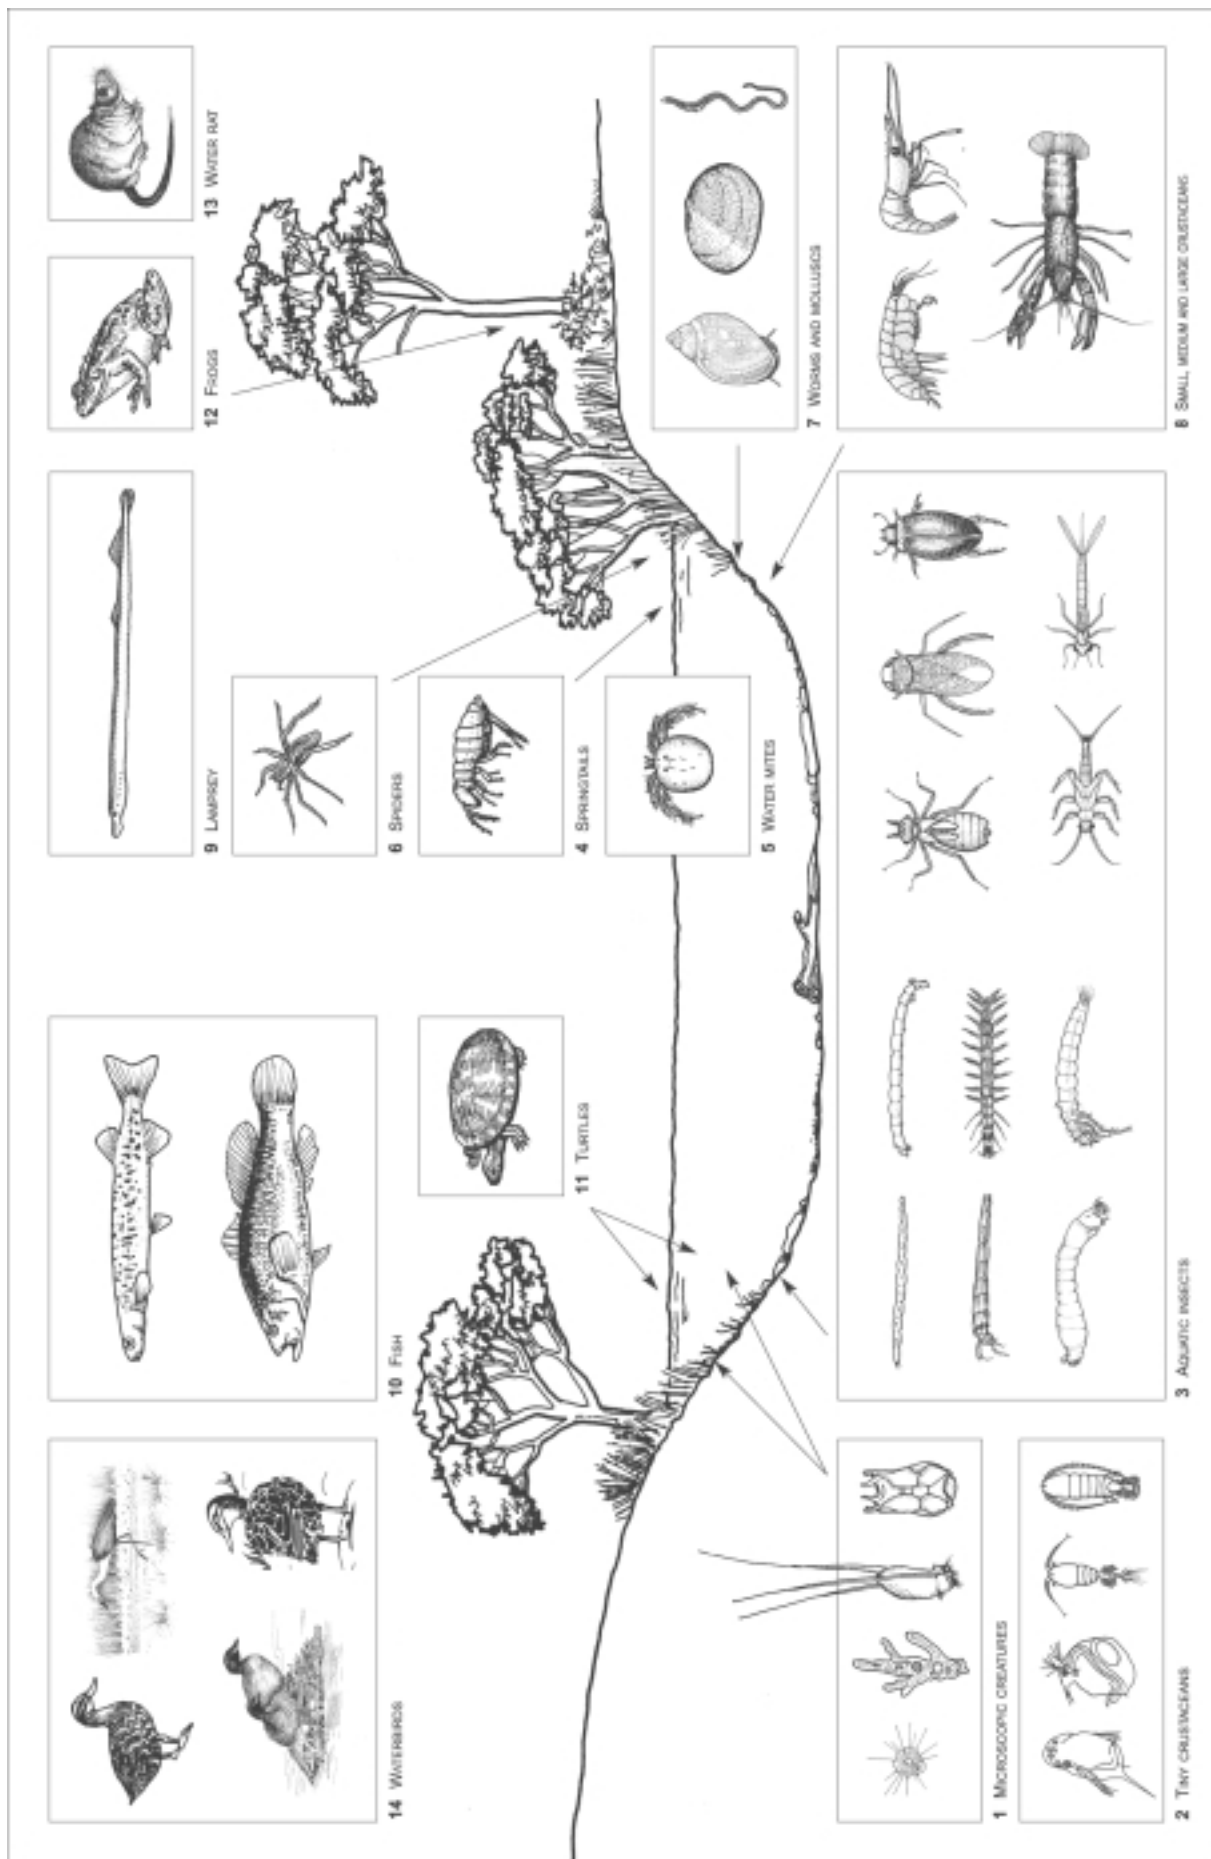 14 WATERBIRDS
10 FISH
9 LAMPREY
12 FROGS
13 WATER RAT
11 TURTLES
6 SPIDERS
4 SPRINGTAILS
5 WATER MITES
7 WORMS AND MOLLUSCS
1 MICROSCOPIC CREATURES
2 TINY CRUSTACEANS
3 AQUATIC INSECTS
8 SMALL, MEDIUM AND LARGE CRUSTACEANS